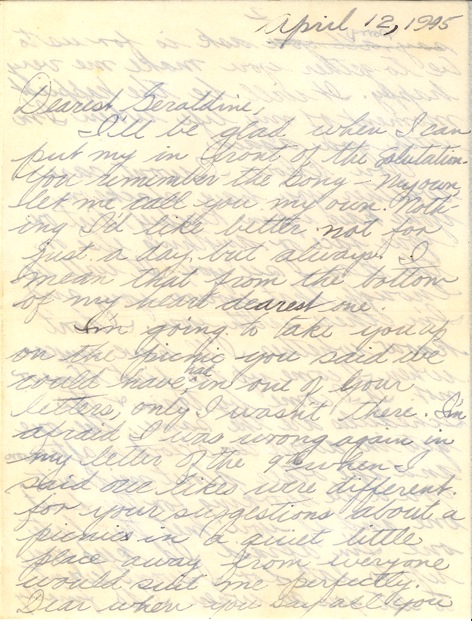 April 12, 1945
Dearest Geraldine,
I'll be glad when I can
put my in front of the salutation.
You remember the song - My own,
let me call you my own. Noth-
ing I'd like better not for
just a day, but always. I
mean that from the bottom
of my heart dearest one.
I'm going to take you up
on the picnic you said we
could have had in one of your
letters, only I wasn't there. I'm
afraid I was wrong again in
my letter of the 9th when I
said our likes were different.
for your suggestions about a
picnic in a quiet little
place away from everyone
would suit me perfectly.
Dear when you say all you